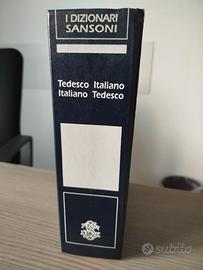 I DIZIONARI
SANSONI
Tedesco Italiano
Italiano Tedesco
subito